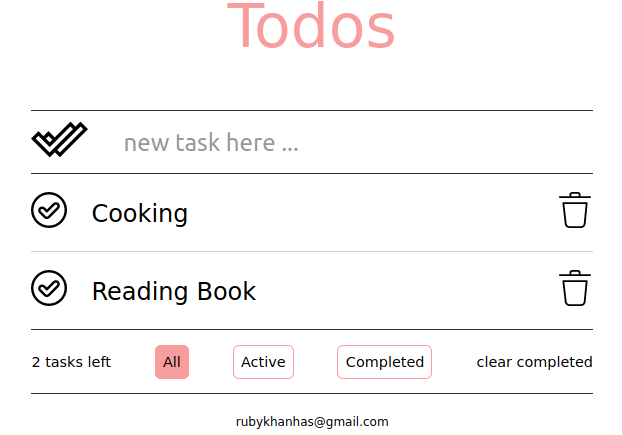 Todos
new task here ...
Cooking
Reading Book
2 tasks left All Active Completed clear completed
rubykhanhas@gmail.com